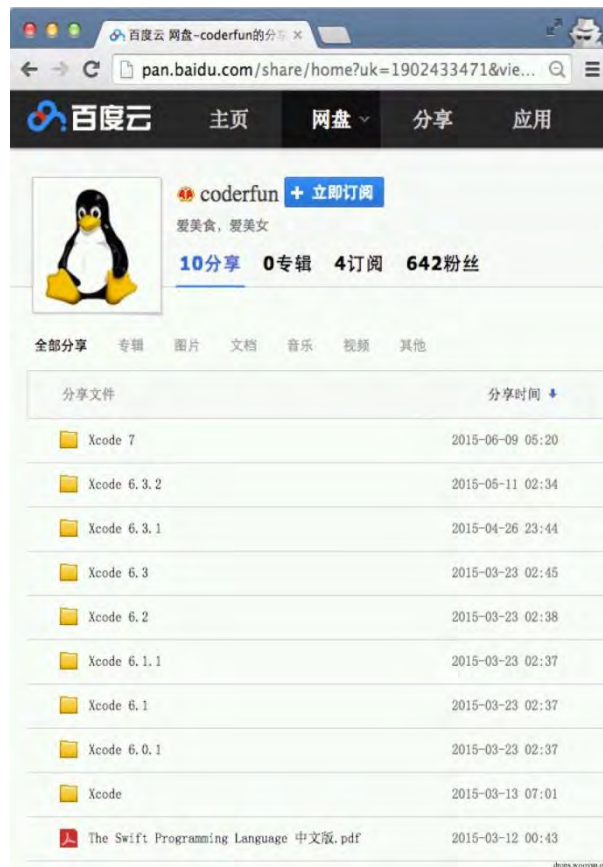 百度云 网盘-coderfun的分
pan.baidu.com/share/home?uk=1902433471&vie...
百度云 主页 网盘 分享 应用
coderfun + 立即订阅
爱美食，爱美女
10分享 0专辑 4订阅 642粉丝
全部分享 专辑 图片 文档 音乐 视频 其他
分享文件 分享时间
Xcode 7 2015-06-09 05:20
Xcode 6.3.2 2015-05-11 02:34
Xcode 6.3.1 2015-04-26 23:44
Xcode 6.3 2015-03-23 02:45
Xcode 6.2 2015-03-23 02:38
Xcode 6.1.1 2015-03-23 02:37
Xcode 6.1 2015-03-23 02:37
Xcode 6.0.1 2015-03-23 02:37
Xcode 2015-03-13 07:01
The Swift Programming Language 中文版.pdf 2015-03-12 00:43